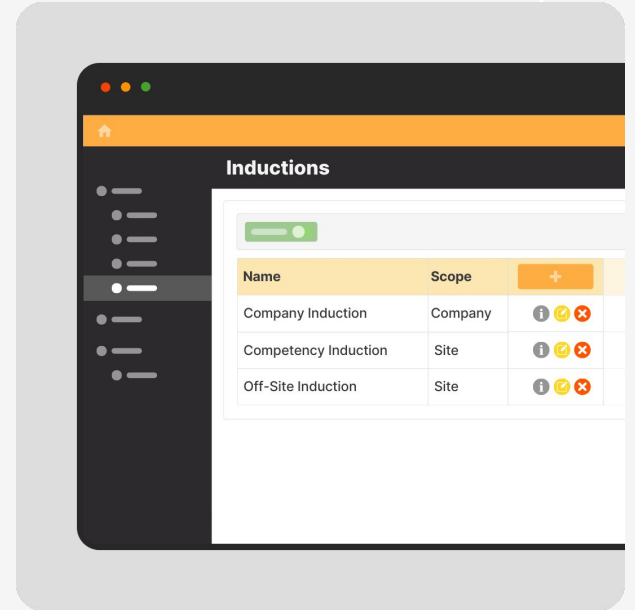 Inductions
Name Scope
Company Induction Company
Competency Induction Site
Off-Site Induction Site